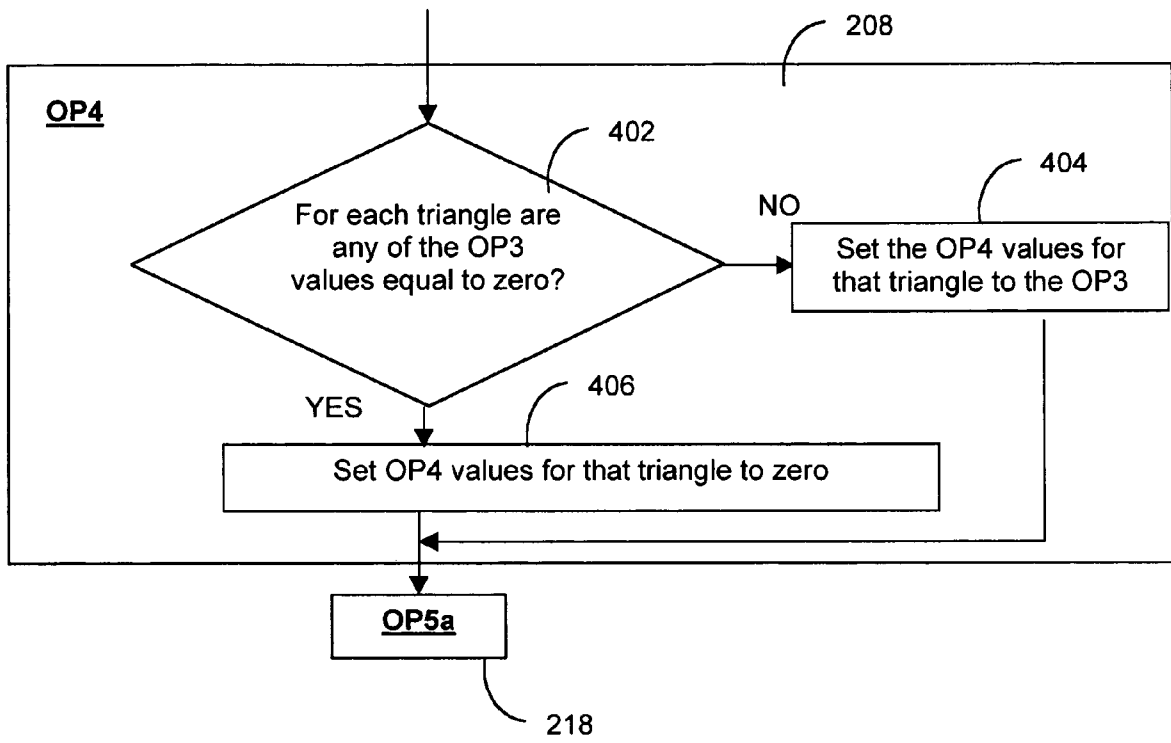 208
OP4
402
For each triangle are
any of the OP3
values equal to zero?
NO
404
Set the OP4 values for
that triangle to the OP3
YES
406
Set OP4 values for that triangle to zero
OP5a
218